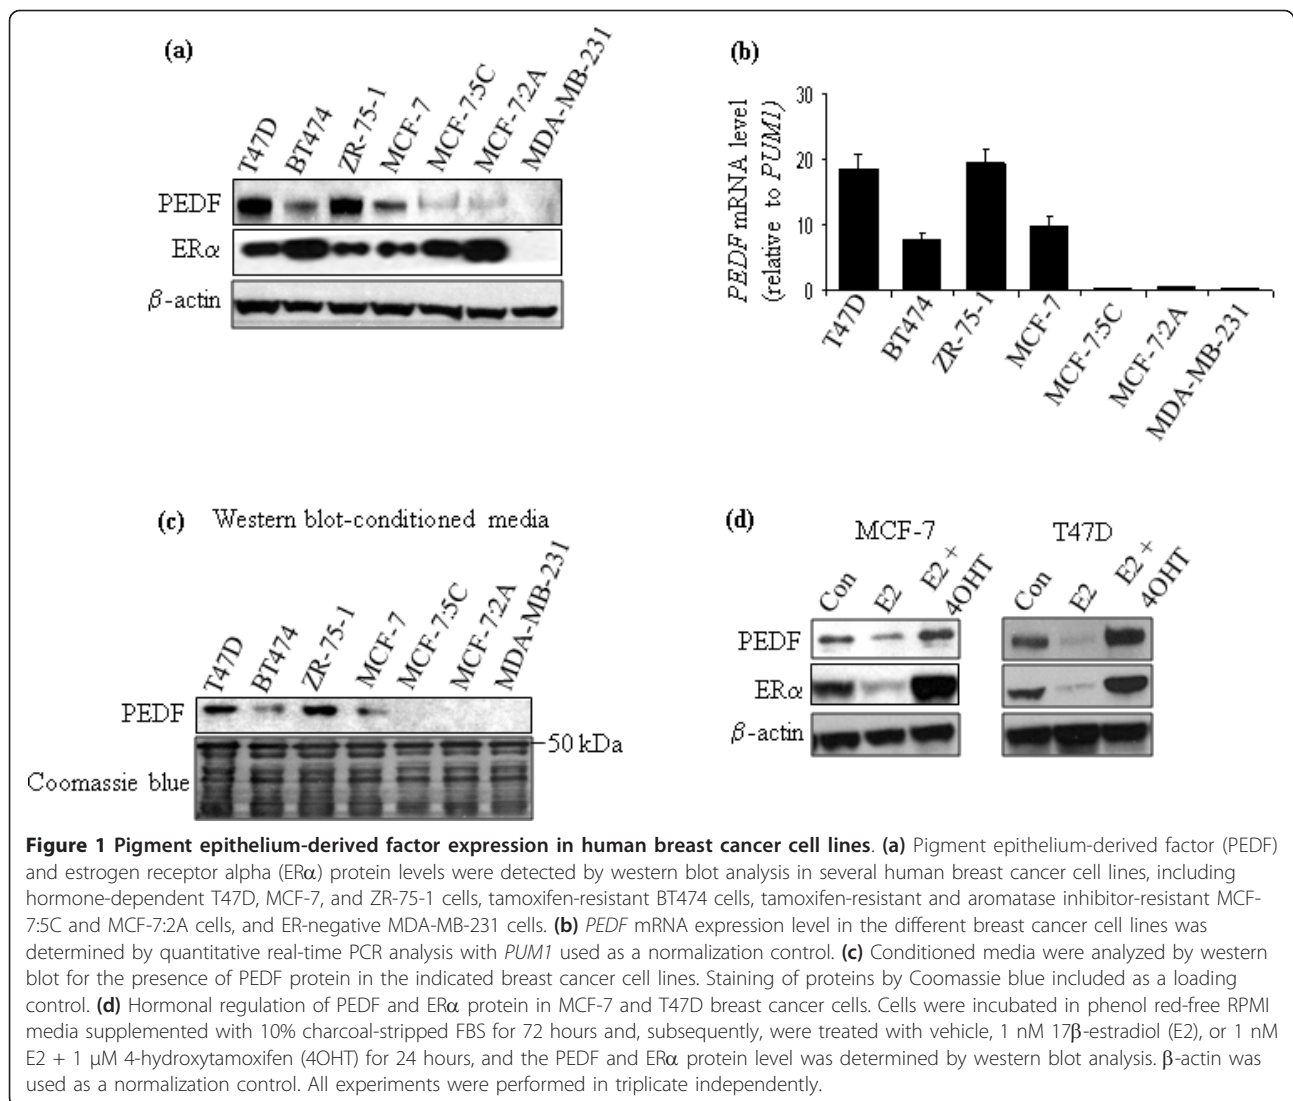 (a)
T47D
BT474
ZR-75-1
MCF-7
MCF-7:5C
MCF-7:2A
MDA-MB-231
PEDF
ERα
β-actin
(b)
PEDF mRNA level
(relative to PUM1)
30
20
10
0
T47D
BT474
ZR-75-1
MCF-7
MCF-7:5C
MCF-7:2A
MDA-MB-231
(c) Western blot-conditioned media
T47D
BT474
ZR-75-1
MCF-7
MCF-7:5C
MCF-7:2A
MDA-MB-231
PEDF
50 kDa
Coomassie blue
(d)
MCF-7
T47D
Con
E2
E2 +
4OHT
Con
E2
E2 +
4OHT
PEDF
ERα
β-actin
Figure 1 Pigment epithelium-derived factor expression in human breast cancer cell lines. (a) Pigment epithelium-derived factor (PEDF)
and estrogen receptor alpha (ERα) protein levels were detected by western blot analysis in several human breast cancer cell lines, including
hormone-dependent T47D, MCF-7, and ZR-75-1 cells, tamoxifen-resistant BT474 cells, tamoxifen-resistant and aromatase inhibitor-resistant MCF-
7:5C and MCF-7:2A cells, and ER-negative MDA-MB-231 cells. (b) PEDF mRNA expression level in the different breast cancer cell lines was
determined by quantitative real-time PCR analysis with PUM1 used as a normalization control. (c) Conditioned media were analyzed by western
blot for the presence of PEDF protein in the indicated breast cancer cell lines. Staining of proteins by Coomassie blue included as a loading
control. (d) Hormonal regulation of PEDF and ERα protein in MCF-7 and T47D breast cancer cells. Cells were incubated in phenol red-free RPMI
media supplemented with 10% charcoal-stripped FBS for 72 hours and, subsequently, were treated with vehicle, 1 nM 17β-estradiol (E2), or 1 nM
E2 + 1 μM 4-hydroxytamoxifen (4OHT) for 24 hours, and the PEDF and ERα protein level was determined by western blot analysis. β-actin was
used as a normalization control. All experiments were performed in triplicate independently.